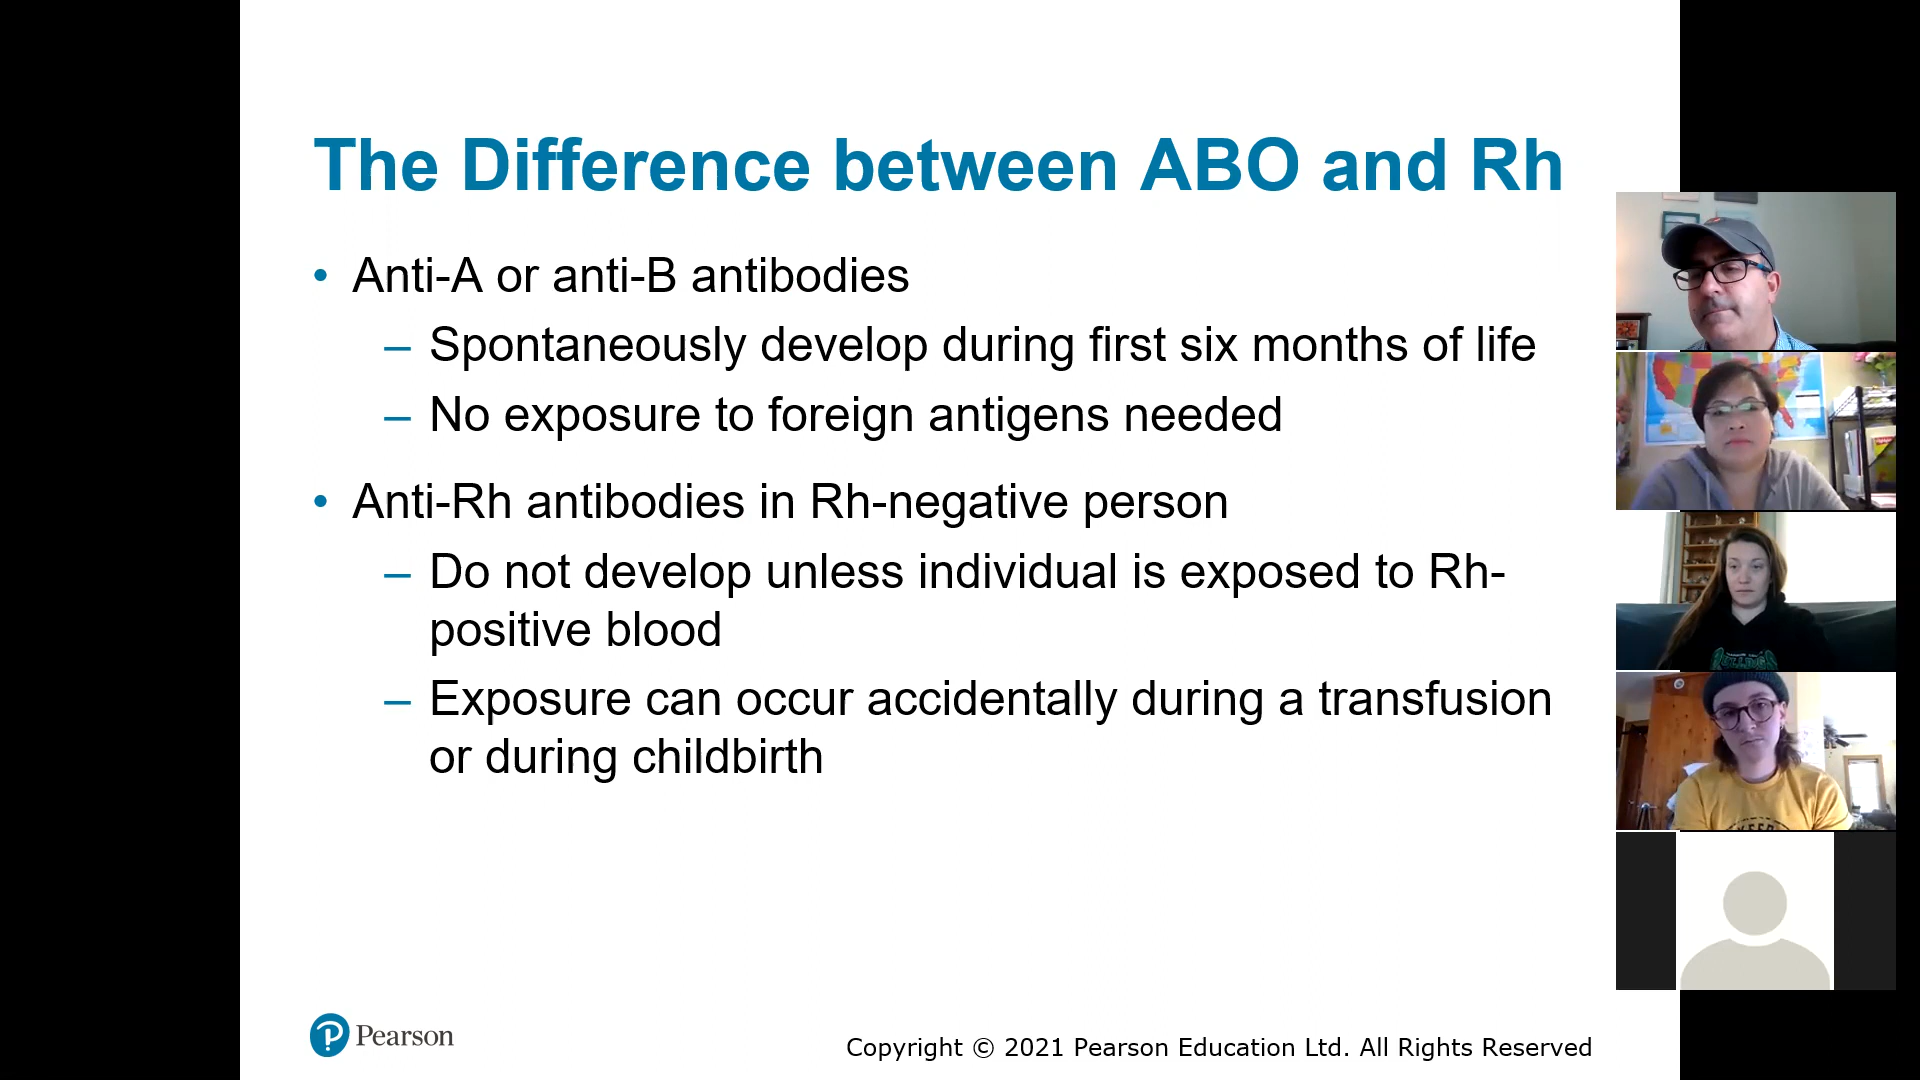 The Difference between ABO and Rh
• Anti-A or anti-B antibodies
– Spontaneously develop during first six months of life
– No exposure to foreign antigens needed
• Anti-Rh antibodies in Rh-negative person
– Do not develop unless individual is exposed to Rh-
positive blood
– Exposure can occur accidentally during a transfusion
or during childbirth
Pearson
Copyright © 2021 Pearson Education Ltd. All Rights Reserved